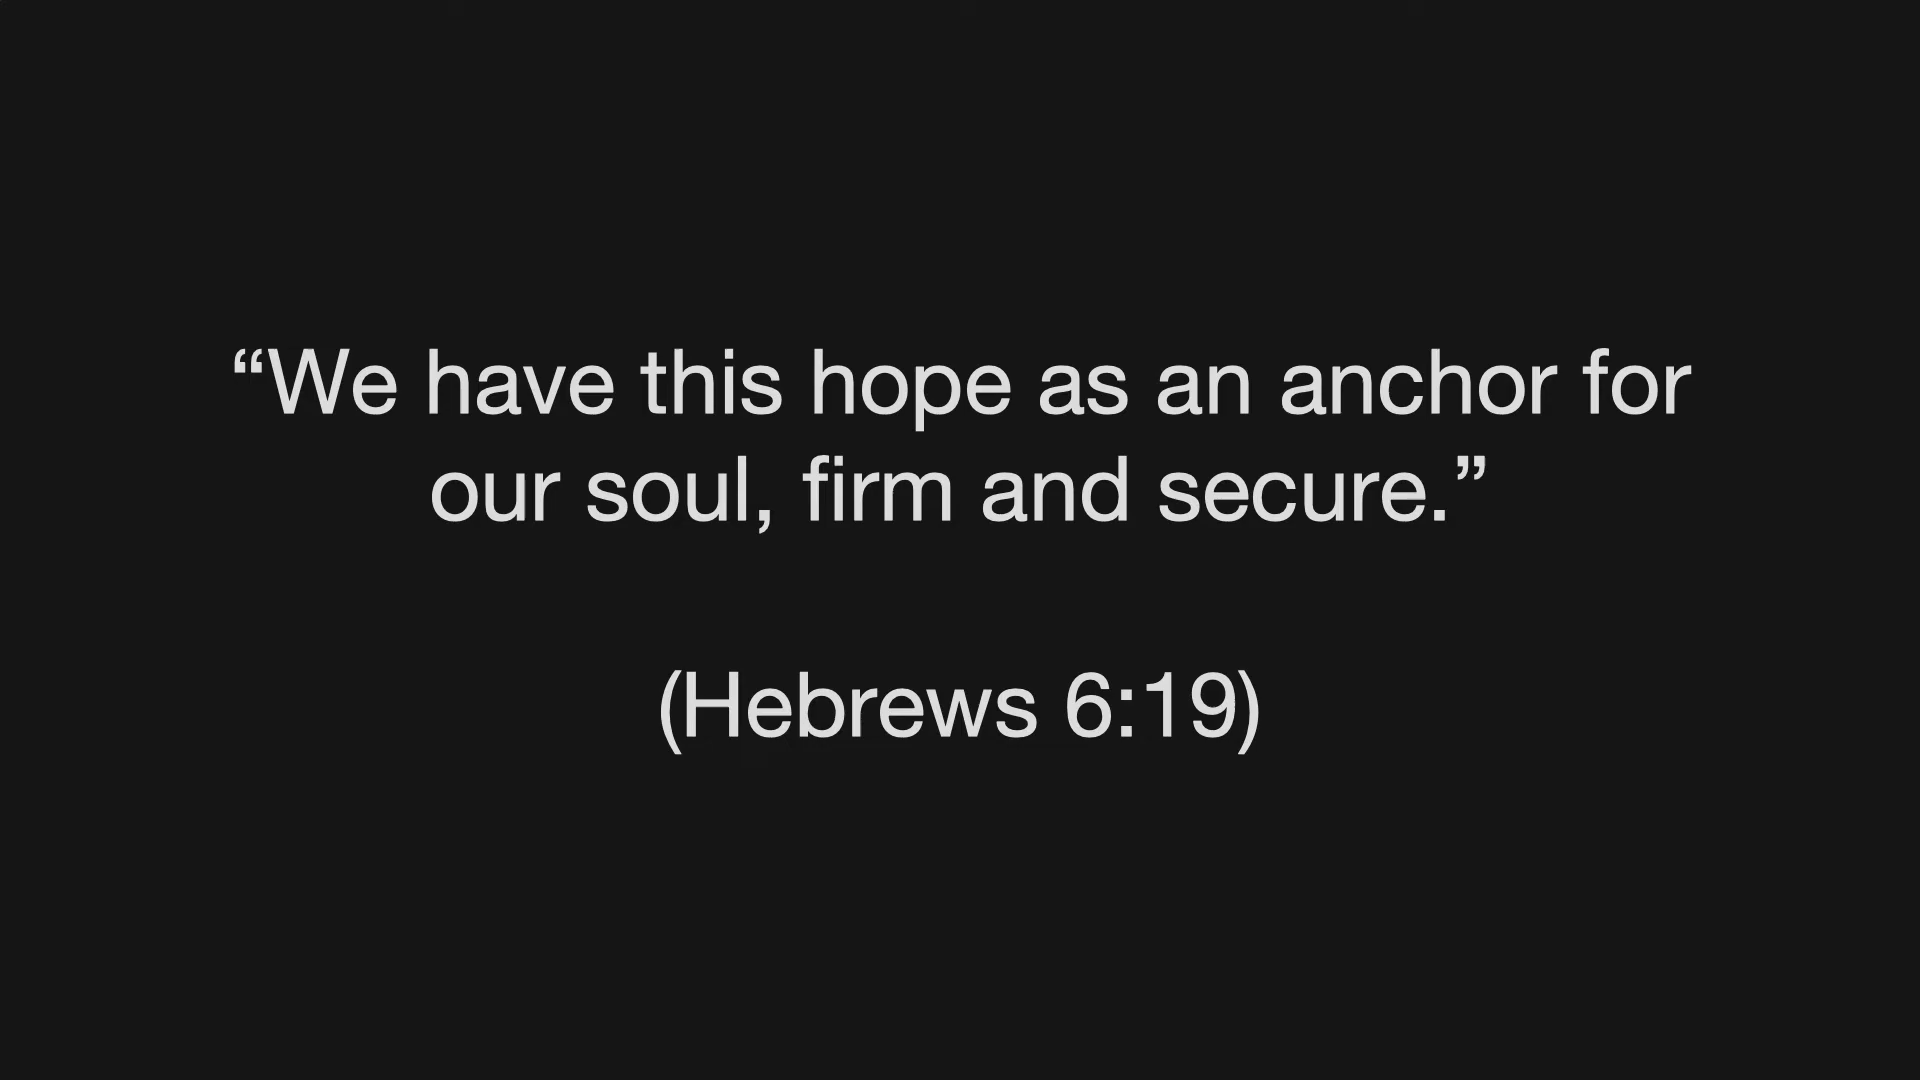 “We have this hope as an anchor for
our soul, firm and secure.”
(Hebrews 6:19)